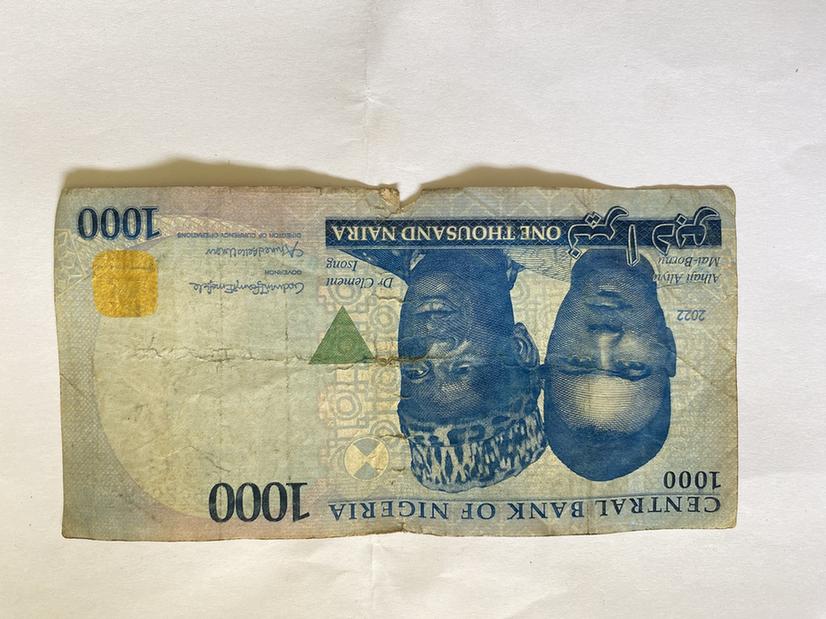 CENTRAL BANK OF NIGERIA
1000
1000
2022
Alhaji Aliyu
Mai-Bornu
Dr Clement
Isong
ONE THOUSAND NAIRA
GOVERNOR
DIRECTOR OF CURRENCY OPERATIONS
1000